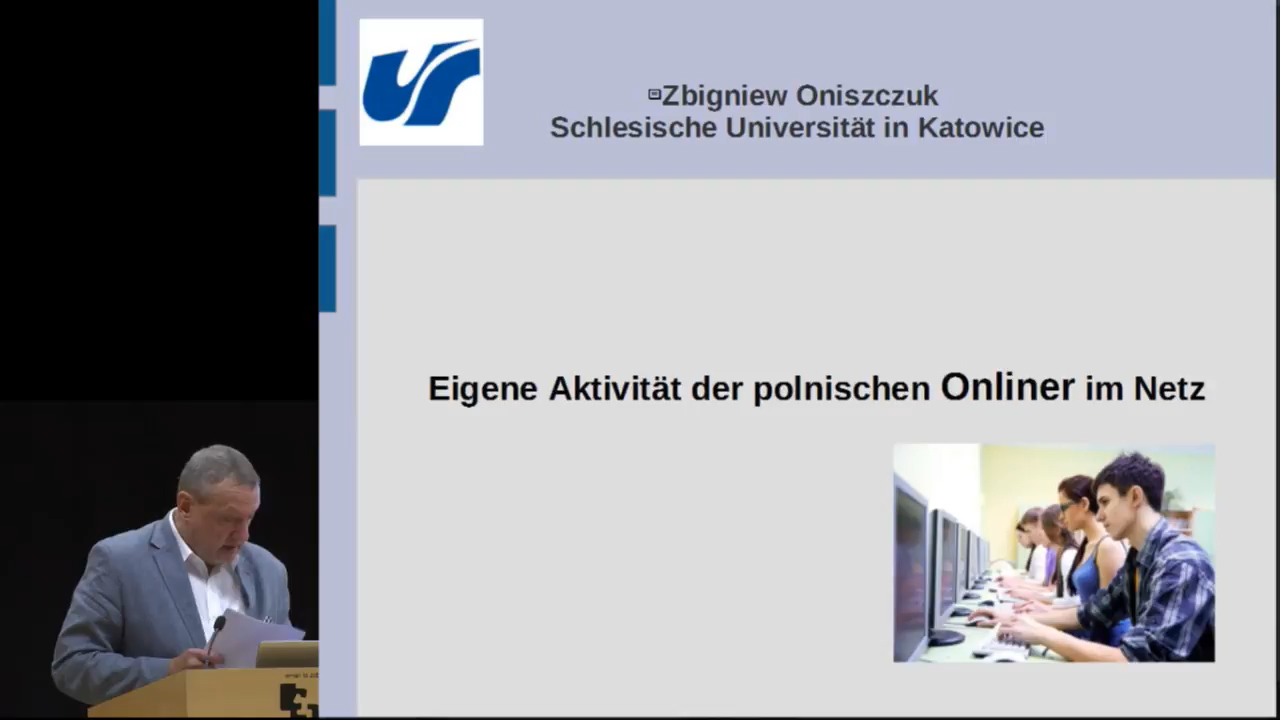 Zbigniew Oniszczuk
Schlesische Universität in Katowice
Eigene Aktivität der polnischen Onliner im Netz